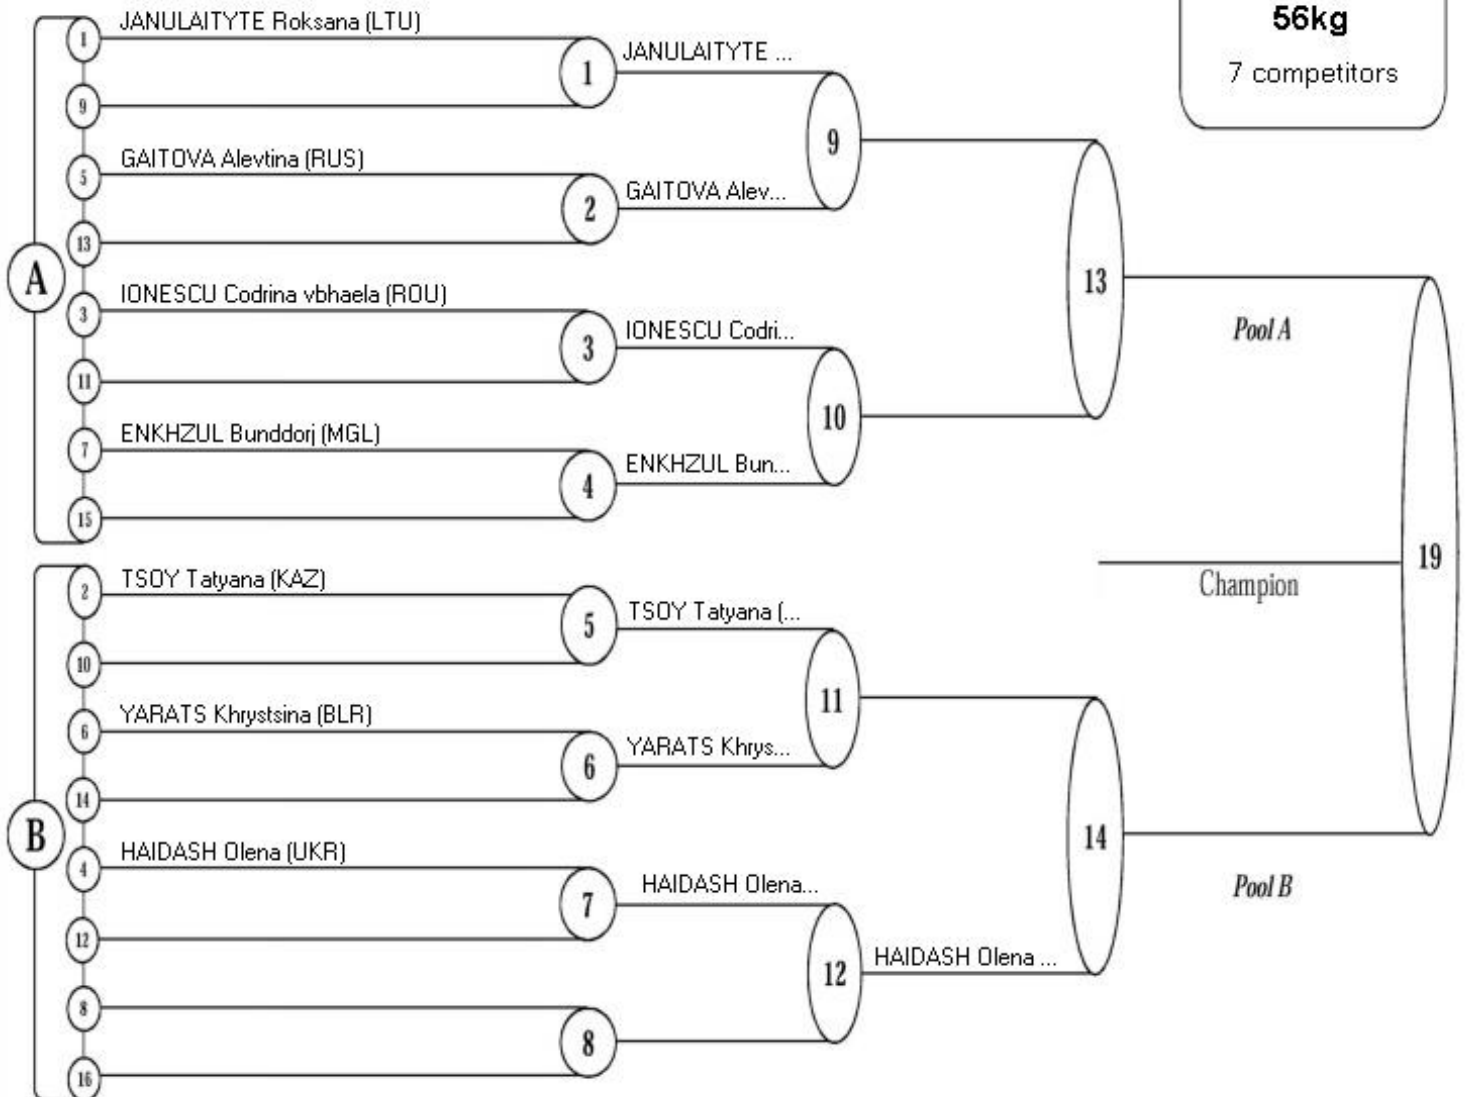 56kg
7 competitors
A
1
JANULAITYTE Roksana (LTU)
9
1
JANULAITYTE ...
5
GAITOVA Alevtina (RUS)
13
2
GAITOVA Alev...
9
3
IONESCU Codrina vbhaela (ROU)
11
3
IONESCU Codri...
7
ENKHZUL Bunddorj (MGL)
15
4
ENKHZUL Bun...
10
13
Pool A
B
2
TSOY Tatyana (KAZ)
10
5
TSOY Tatyana (...
6
YARATS Khrystsina (BLR)
14
6
YARATS Khrys...
11
4
HAIDASH Olena (UKR)
12
7
HAIDASH Olena...
8
16
8
12
HAIDASH Olena ...
14
Pool B
19
Champion